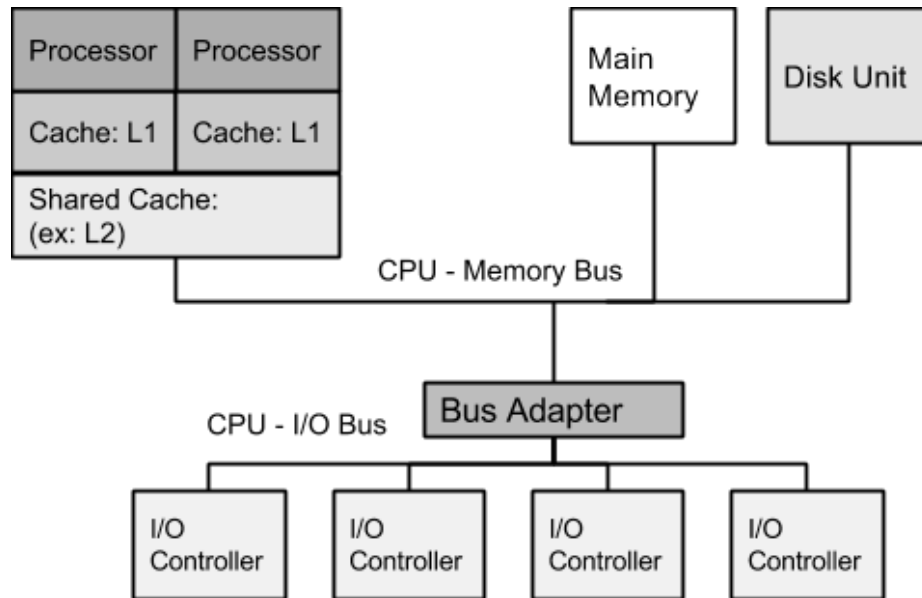 Processor
Processor
Main
Memory
Disk Unit
Cache: L1
Cache: L1
Shared Cache:
(ex: L2)
CPU - Memory Bus
Bus Adapter
CPU - I/O Bus
I/O
Controller
I/O
Controller
I/O
Controller
I/O
Controller